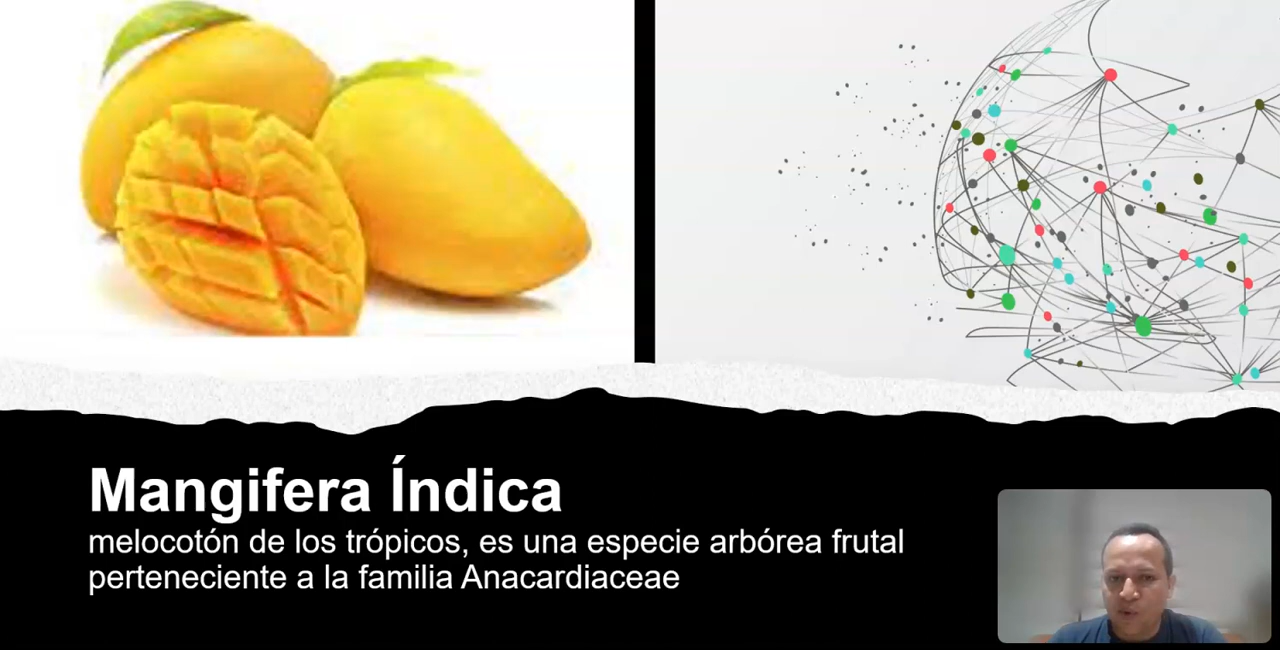 Mangifera Índica
melocotón de los trópicos, es una especie arbórea frutal
perteneciente a la familia Anacardiaceae